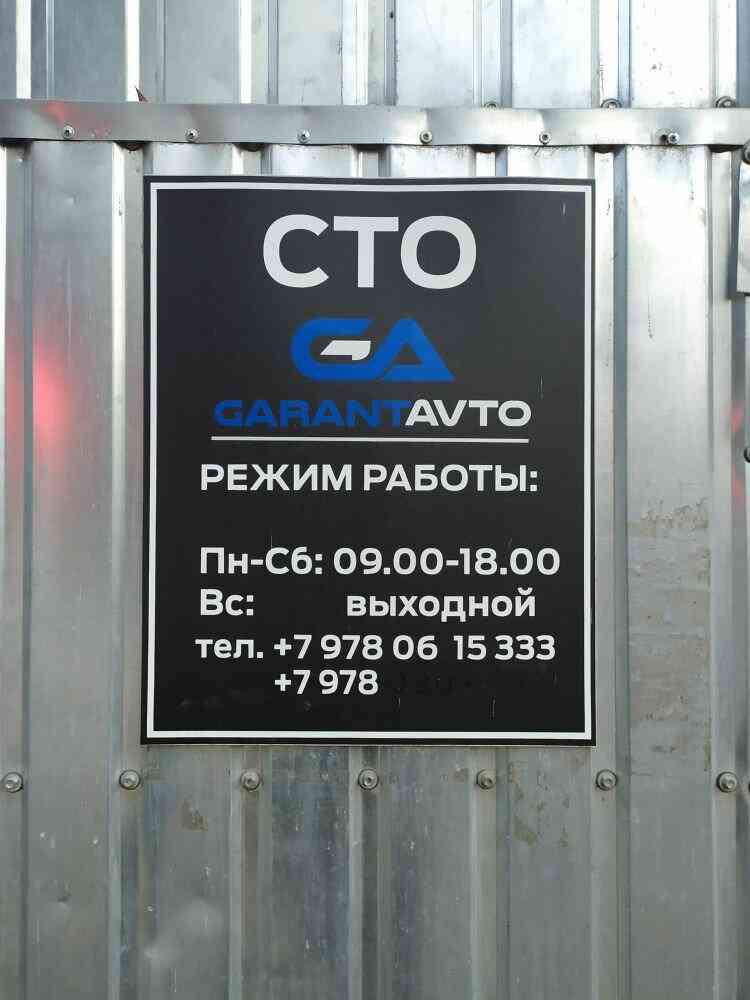 СТО
GA
GARANTAVTO
РЕЖИМ РАБОТЫ:
Пн-Сб: 09.00-18.00
Вс: выходной
тел. +7 978 06 15 333
+7 978